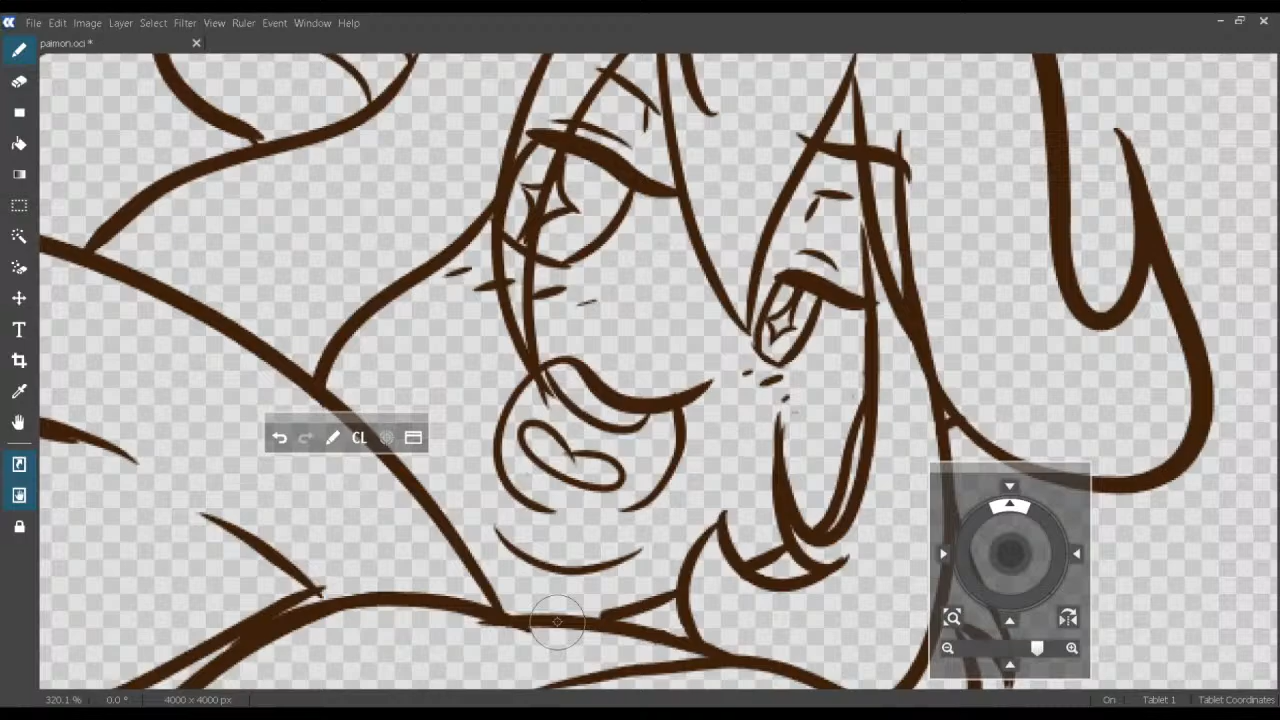 File Edit Image Layer Select Filter View Ruler Event Window Help
paimon.oci *
CL
T
320.1 % 0.0 ° 4000 x 4000 px On Tablet 1 Tablet Coordinates